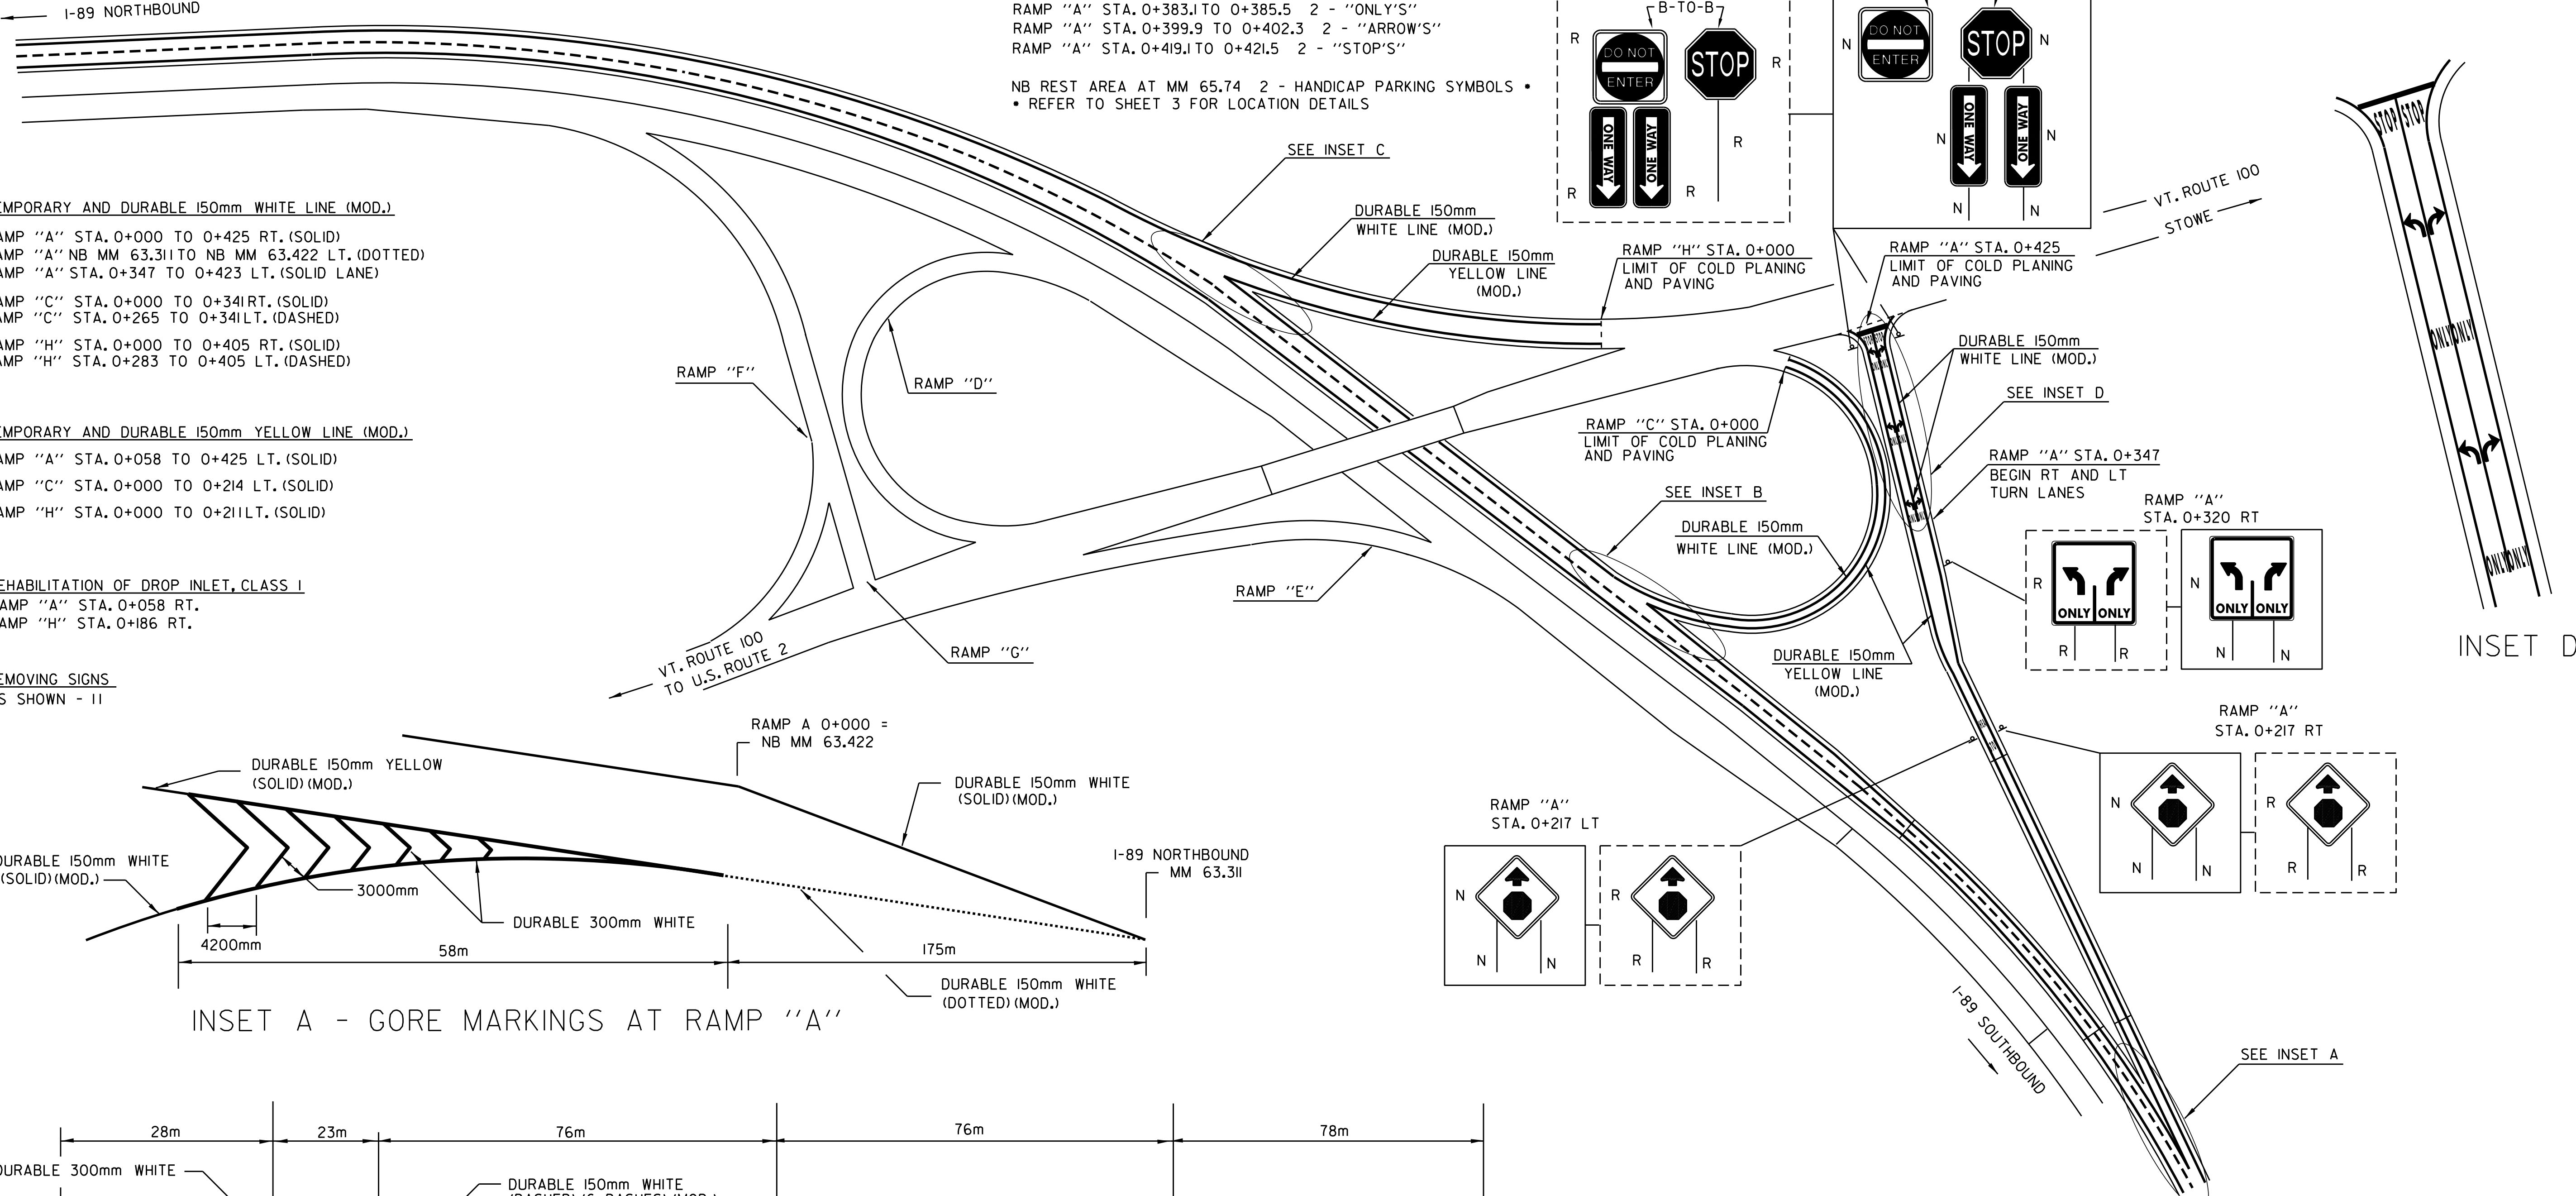 I-89 NORTHBOUND
RAMP "A" STA. 0+383.1 TO 0+385.5 2 - "ONLY'S"
RAMP "A" STA. 0+399.9 TO 0+402.3 2 - "ARROW'S"
RAMP "A" STA. 0+419.1 TO 0+421.5 2 - "STOP'S"
NB REST AREA AT MM 65.74 2 - HANDICAP PARKING SYMBOLS •
• REFER TO SHEET 3 FOR LOCATION DETAILS
B-TO-B
R
DO NOT
ENTER
STOP
R
ONE WAY
ONE WAY
R
R
R
N
DO NOT
ENTER
STOP
N
N
ONE WAY
ONE WAY
N
N
N
STOP STOP
ONLY ONLY
ONLY ONLY
INSET D
VT. ROUTE 100
STOWE
EMPORARY AND DURABLE 150mm WHITE LINE (MOD.)
AMP "A" STA. 0+000 TO 0+425 RT. (SOLID)
AMP "A" NB MM 63.311 TO NB MM 63.422 LT. (DOTTED)
AMP "A" STA. 0+347 TO 0+423 LT. (SOLID LANE)
AMP "C" STA. 0+000 TO 0+341 RT. (SOLID)
AMP "C" STA. 0+265 TO 0+341 LT. (DASHED)
AMP "H" STA. 0+000 TO 0+405 RT. (SOLID)
AMP "H" STA. 0+283 TO 0+405 LT. (DASHED)
EMPORARY AND DURABLE 150mm YELLOW LINE (MOD.)
AMP "A" STA. 0+058 TO 0+425 LT. (SOLID)
AMP "C" STA. 0+000 TO 0+214 LT. (SOLID)
AMP "H" STA. 0+000 TO 0+211 LT. (SOLID)
EHABILITATION OF DROP INLET, CLASS I
AMP "A" STA. 0+058 RT.
AMP "H" STA. 0+186 RT.
EMOVING SIGNS
S SHOWN - 11
SEE INSET C
DURABLE 150mm
WHITE LINE (MOD.)
DURABLE 150mm
YELLOW LINE
(MOD.)
RAMP "H" STA. 0+000
LIMIT OF COLD PLANING
AND PAVING
RAMP "A" STA. 0+425
LIMIT OF COLD PLANING
AND PAVING
RAMP "F"
RAMP "D"
RAMP "C" STA. 0+000
LIMIT OF COLD PLANING
AND PAVING
DURABLE 150mm
WHITE LINE (MOD.)
SEE INSET D
RAMP "A" STA. 0+347
BEGIN RT AND LT
TURN LANES
SEE INSET B
DURABLE 150mm
WHITE LINE (MOD.)
RAMP "E"
RAMP "G"
VT. ROUTE 100
TO U.S. ROUTE 2
DURABLE 150mm
YELLOW LINE
(MOD.)
RAMP "A"
STA. 0+320 RT
R
ONLY ONLY
R R
N
ONLY ONLY
N N
RAMP "A"
STA. 0+217 RT
N
N N
R
R R
RAMP "A"
STA. 0+217 LT
N
N N
R
R R
I-89 SOUTHBOUND
SEE INSET A
RAMP A 0+000 =
NB MM 63.422
DURABLE 150mm YELLOW
(SOLID) (MOD.)
DURABLE 150mm WHITE
(SOLID) (MOD.)
DURABLE 150mm WHITE
(SOLID) (MOD.)
I-89 NORTHBOUND
MM 63.311
3000mm
DURABLE 300mm WHITE
4200mm
58m
175m
DURABLE 150mm WHITE
(DOTTED) (MOD.)
INSET A - GORE MARKINGS AT RAMP "A"
28m
23m
76m
76m
78m
DURABLE 300mm WHITE
DURABLE 150mm WHITE